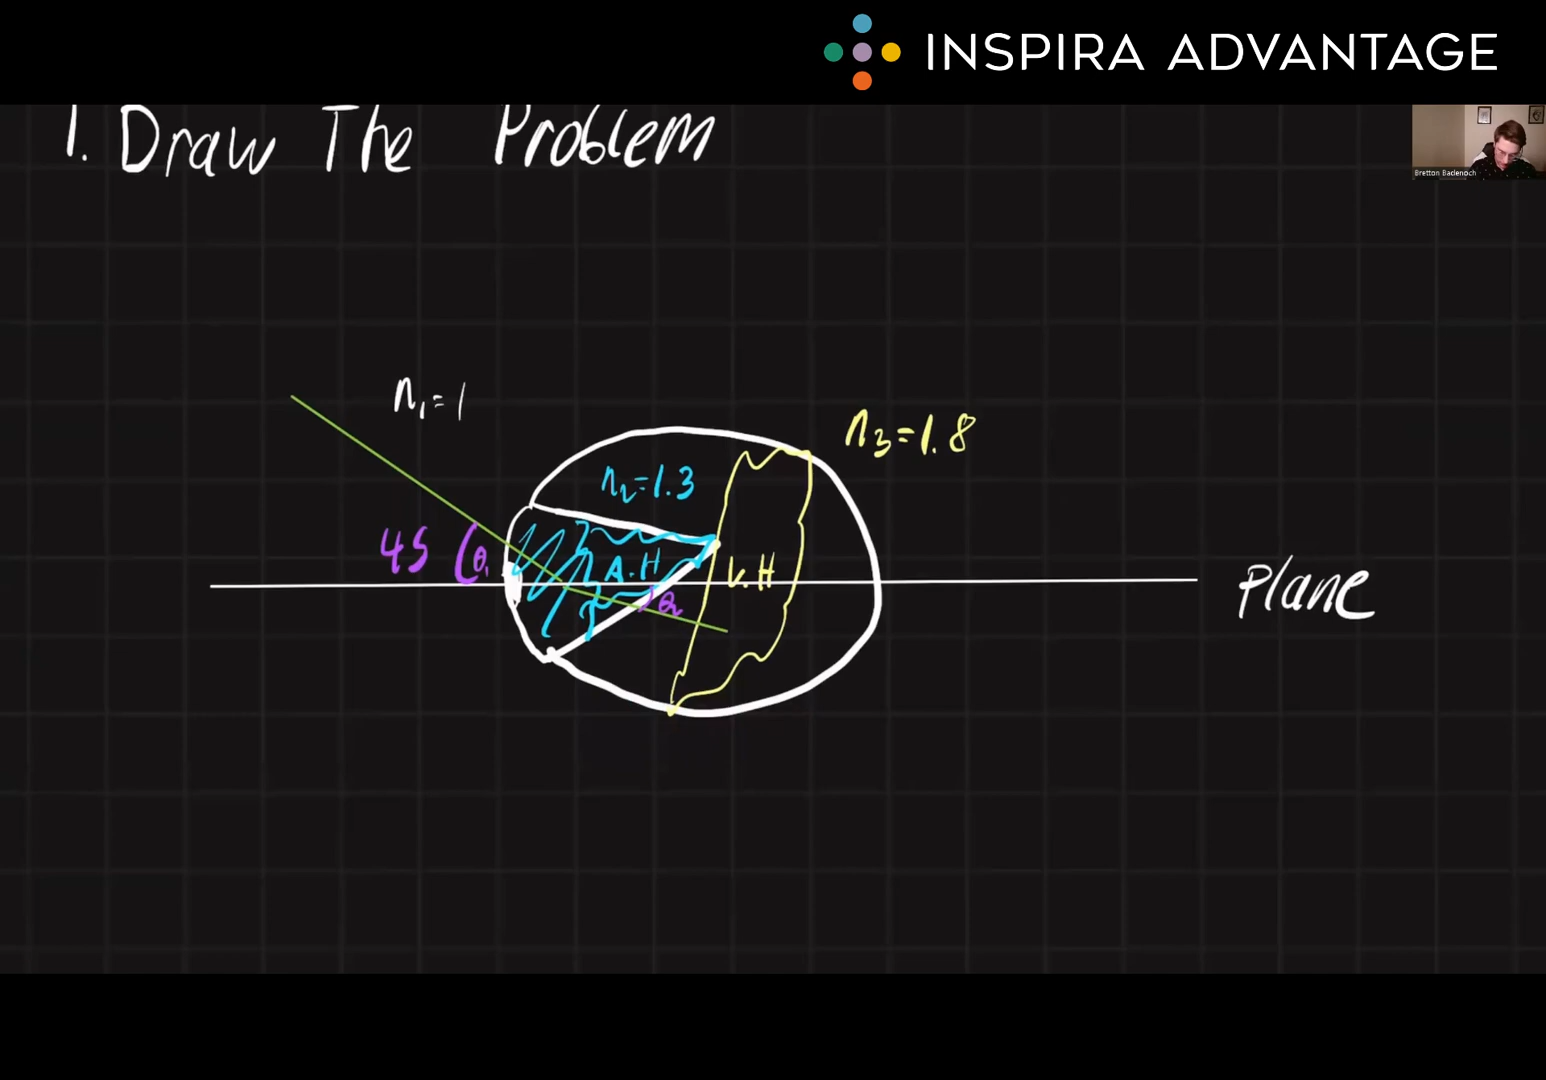 INSPIRA ADVANTAGE
1. Draw The Problem
Bretton Badenoch
n₁=1
n₃=1.8
n₂=1.3
45 θ₁
A.H
V.H
θ₂
Plane